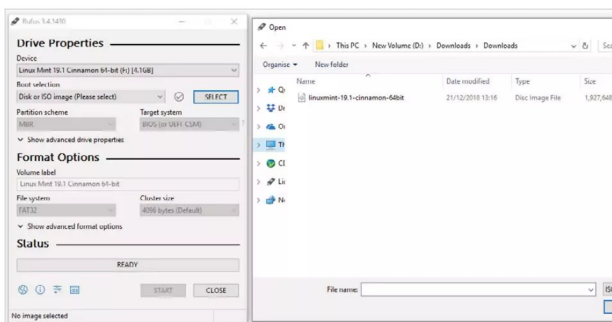 Rufus 3.4.1430
Drive Properties
Device
Linux Mint 19.1 Cinnamon 64-bit (F:) [4.1GB]
Boot selection
Disk or ISO image (Please select)
SELECT
Partition scheme
Target system
MBR
BIOS (or UEFI-CSM)
?
Show advanced drive properties
Format Options
Volume label
Linux Mint 19.1 Cinnamon 64-bit
File system
Cluster size
FAT32
4096 bytes (Default)
Show advanced format options
Status
READY
START
CLOSE
No image selected
Open
This PC > New Volume (D:) > Downloads > Downloads
Organise
New folder
Name
Date modified
Type
Size
linuxmint-19.1-cinnamon-64bit
21/12/2018 13:16
Disc Image File
1,927,648
File name: